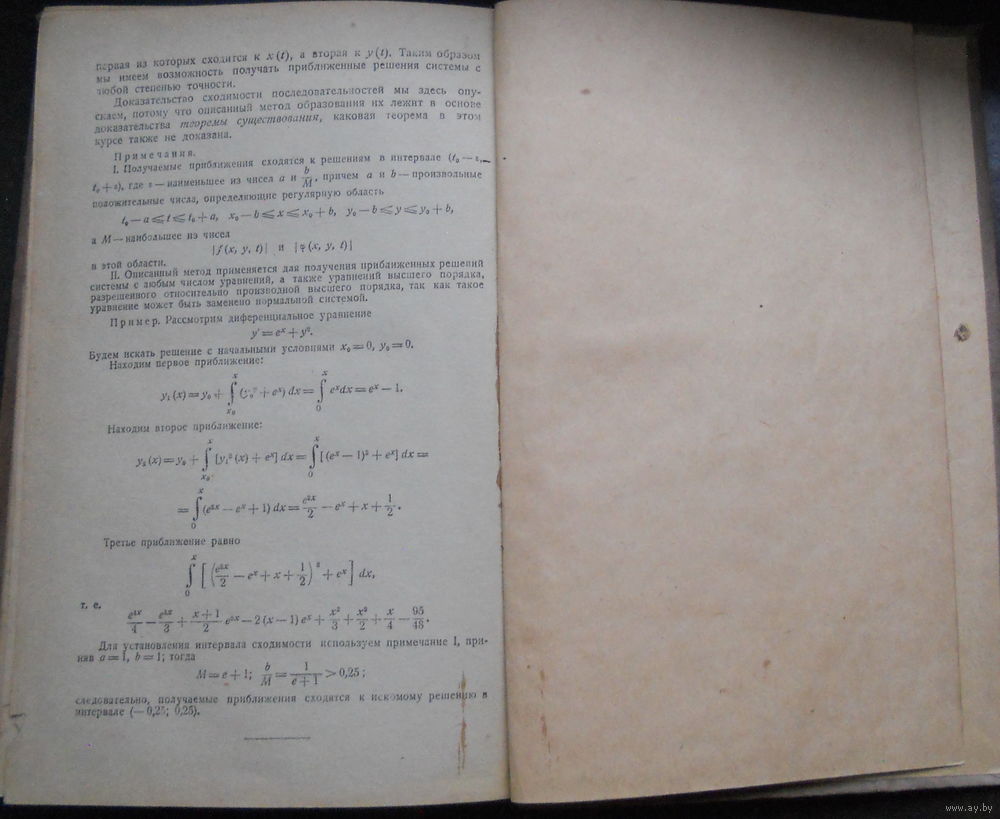 первая из которых сходится к x (t), а вторая к y (t). Таким образом
мы имеем возможность получать приближенные решения системы с
любой степенью точности.
Доказательство сходимости последовательностей мы здесь опу-
скаем, потому что описанный метод образования их лежит в основе
доказательства теоремы существования, каковая теорема в этом
курсе также не доказана.
Примечания.
I. Получаемые приближения сходятся к решениям в интервале (t₀ — ε,
t₀ + ε), где ε — наименьшее из чисел a и b/M, причем a и b — произвольные
положительные числа, определяющие регулярную область
t₀ — a ⩽ t ⩽ t₀ + a, x₀ — b ⩽ x ⩽ x₀ + b, y₀ — b ⩽ y ⩽ y₀ + b,
а M — наибольшее из чисел
|f (x, y, t)| и |φ (x, y, t)|
в этой области.
II. Описанный метод применяется для получения приближенных решений
системы с любым числом уравнений, а также уравнений высшего порядка,
разрешенного относительно производной высшего порядка, так как такое
уравнение может быть заменено нормальной системой.
Пример. Рассмотрим диференциальное уравнение
y′ = eˣ + y².
Будем искать решение с начальными условиями x₀ = 0, y₀ = 0.
Находим первое приближение:
y₁ (x) = y₀ + ∫ₓ₀ˣ (y₀² + eˣ) dx = ∫₀ˣ eˣdx = eˣ — 1.
Находим второе приближение:
y₂ (x) = y₀ + ∫ₓ₀ˣ [y₁² (x) + eˣ] dx = ∫₀ˣ [(eˣ — 1)² + eˣ] dx =
= ∫₀ˣ (e²ˣ — eˣ + 1) dx = e²ˣ/2 — eˣ + x + 1/2.
Третье приближение равно
∫₀ˣ [(e²ˣ/2 — eˣ + x + 1/2)² + eˣ] dx,
т. е.
e⁴ˣ/4 — e³ˣ/3 + (x + 1)/2 e²ˣ — 2 (x — 1) eˣ + x³/3 + x²/2 + x/4 — 95/48.
Для установления интервала сходимости используем примечание I, при-
няв a = 1, b = 1; тогда
M = e + 1; b/M = 1/(e + 1) > 0,25;
следовательно, получаемые приближения сходятся к искомому решению в
интервале (— 0,25; 0,25).
www.ay.by